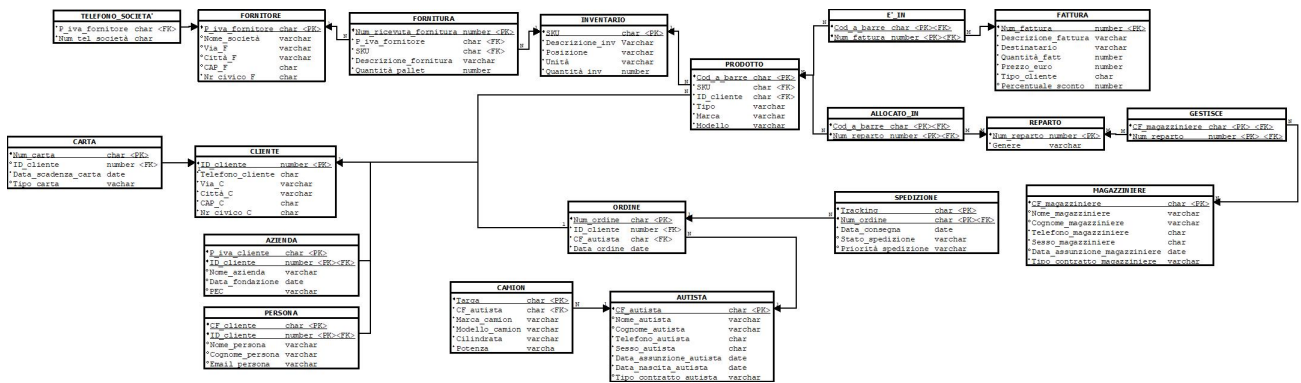 TELEFONO_SOCIETA'
P_iva_fornitore char <FK>
Num_tel_società char
FORNITORE
P_iva_fornitore char <PK>
Nome_società varchar
Via_F varchar
Città_F varchar
CAP_F char
Nr_civico_F char
FORNITURA
Num_ricevuta_fornitura number <PK>
P_iva_fornitore char <FK>
SKU char <FK>
Descrizione_fornitura varchar
Quantità_pallet number
INVENTARIO
SKU char <PK>
Descrizione_inv Varchar
Posizione Varchar
Unità Varchar
Quantità_inv number
E'_IN
Cod_a_barre char <PK><FK>
Num_fattura number <PK><FK>
FATTURA
Num_fattura number <PK>
Descrizione_fattura varchar
Destinatario varchar
Quantità_fatt number
Prezzo_euro number
Tipo_cliente char
Percentuale_sconto number
PRODOTTO
Cod_a_barre char <PK>
SKU char <FK>
ID_cliente char <FK>
Tipo varchar
Marca varchar
Modello varchar
ALLOCATO_IN
Cod_a_barre char <PK><FK>
Num_reparto number <PK><FK>
REPARTO
Num_reparto number <PK>
Genere varchar
GESTISCE
CF_magazziniere char <PK> <FK>
Num_reparto number <PK><FK>
CARTA
Num_carta char <PK>
ID_cliente number <FK>
Data_scadenza_carta date
Tipo_carta vachar
CLIENTE
ID_cliente number <PK>
Telefono_cliente char
Via_C varchar
Città_C varchar
CAP_C char
Nr_civico_C char
MAGAZZINIERE
CF_magazziniere char <PK>
Nome_magazziniere varchar
Cognome_magazziniere varchar
Telefono_magazziniere char
Sesso_magazziniere char
Data_assunzione_magazziniere date
Tipo_contratto_magazziniere varchar
SPEDIZIONE
Tracking char <PK>
Num_ordine char <PK><FK>
Data_consegna date
Stato_spedizione varchar
Priorità_spedizione varchar
ORDINE
Num_ordine char <PK>
ID_cliente number <FK>
CF_autista char <FK>
Data_ordine date
AZIENDA
P_iva_cliente char <PK>
ID_cliente number <PK><FK>
Nome_azienda varchar
Data_fondazione date
PEC varchar
CAMION
Targa char <PK>
CF_autista char <FK>
Marca_camion varchar
Modello_camion varchar
Cilindrata varchar
Potenza varcha
AUTISTA
CF_autista char <PK>
Nome_autista varchar
Cognome_autista varchar
Telefono_autista char
Sesso_autista char
Data_assunzione_autista date
Data_nascita_autista date
Tipo_contratto_autista varchar
PERSONA
CF_cliente char <PK>
ID_cliente number <PK><FK>
Nome_persona varchar
Cognome_persona varchar
Email_persona varchar